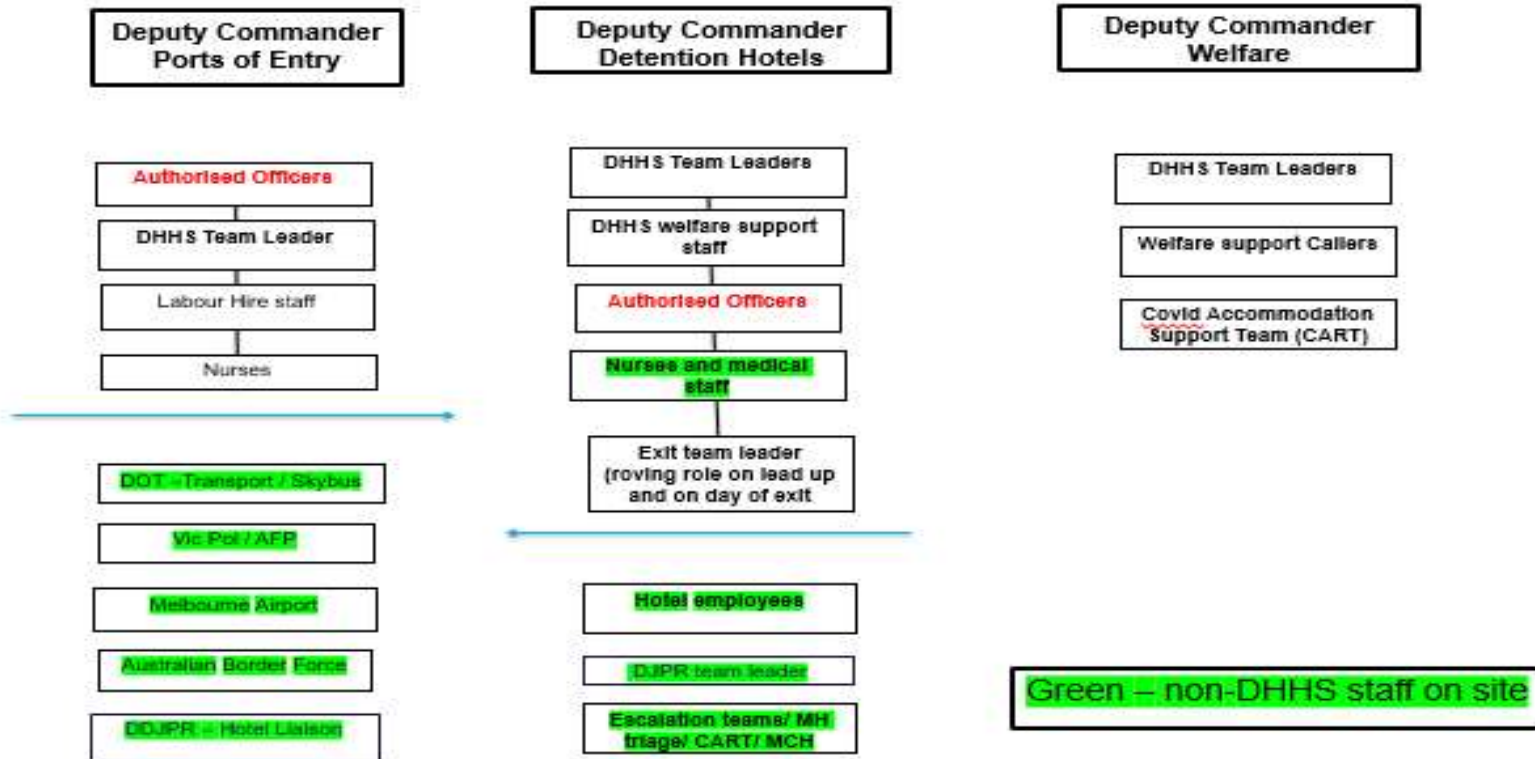 Deputy Commander
Ports of Entry
Authorised Officers
DHHS Team Leader
Labour Hire staff
Nurses
DOT –Transport / Skybus
Vic Pol / AFP
Melbourne Airport
Australian Border Force
DDJPR – Hotel Liaison
Deputy Commander
Detention Hotels
DHHS Team Leaders
DHHS welfare support
staff
Authorised Officers
Nurses and medical
staff
Exit team leader
(roving role on lead up
and on day of exit
Hotel employees
DJPR team leader
Escalation teams/ MH
triage/ CART/ MCH
Deputy Commander
Welfare
DHHS Team Leaders
Welfare support Callers
Covid Accommodation
Support Team (CART)
Green – non-DHHS staff on site